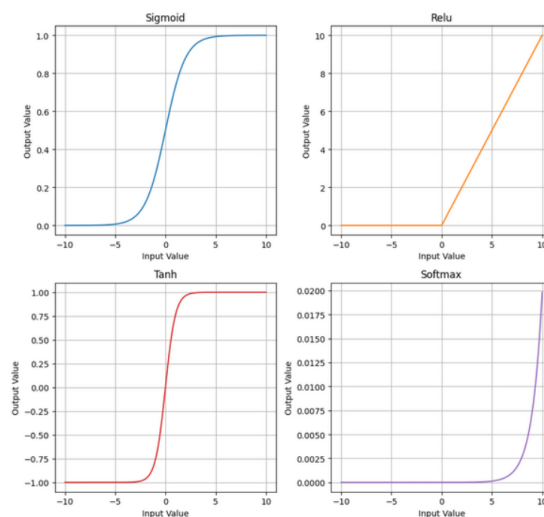 Sigmoid
1.0
0.8
0.6
0.4
0.2
0.0
Output Value
−10 −5 0 5 10
Input Value
Relu
10
8
6
4
2
0
Output Value
−10 −5 0 5 10
Input Value
Tanh
1.00
0.75
0.50
0.25
0.00
−0.25
−0.50
−0.75
−1.00
Output Value
−10 −5 0 5 10
Input Value
Softmax
0.0200
0.0175
0.0150
0.0125
0.0100
0.0075
0.0050
0.0025
0.0000
Output Value
−10 −5 0 5 10
Input Value